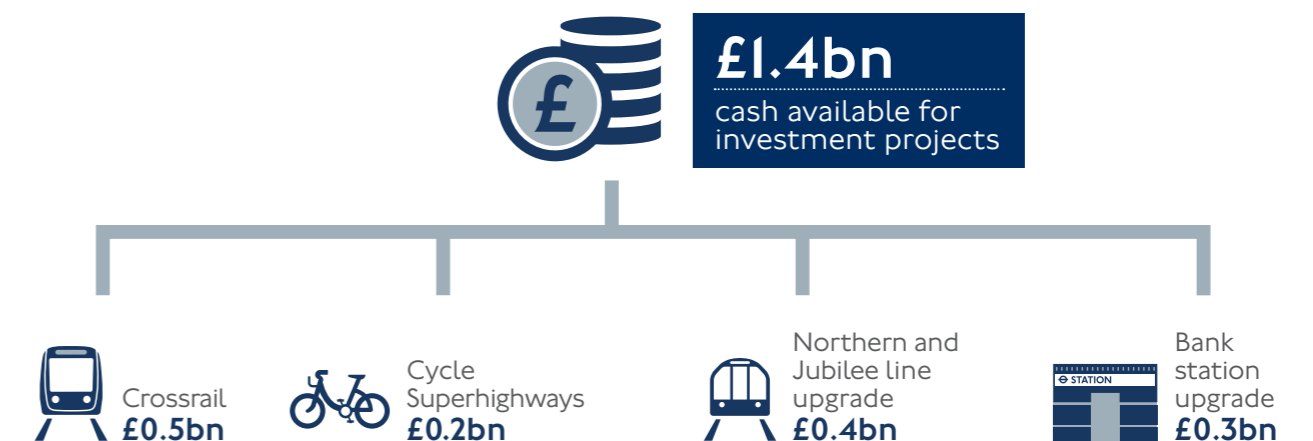 £
£1.4bn
cash available for
investment projects
Crossrail
£0.5bn
Cycle
Superhighways
£0.2bn
Northern and
Jubilee line
upgrade
£0.4bn
STATION
Bank
station
upgrade
£0.3bn